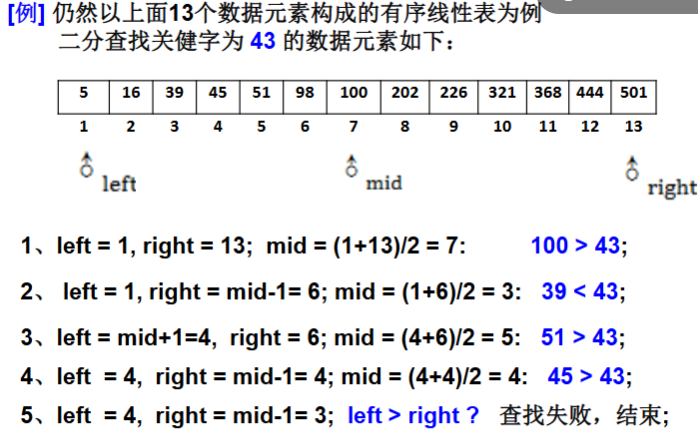 [例] 仍然以上面13个数据元素构成的有序线性表为例
二分查找关健字为 43 的数据元素如下：
5 16 39 45 51 98 100 202 226 321 368 444 501
1 2 3 4 5 6 7 8 9 10 11 12 13
left mid right
1、left = 1, right = 13; mid = (1+13)/2 = 7: 100 > 43;
2、 left = 1, right = mid-1= 6; mid = (1+6)/2 = 3: 39 < 43;
3、left = mid+1=4, right = 6; mid = (4+6)/2 = 5: 51 > 43;
4、left = 4, right = mid-1= 4; mid = (4+4)/2 = 4: 45 > 43;
5、left = 4, right = mid-1= 3; left > right ? 查找失败，结束;